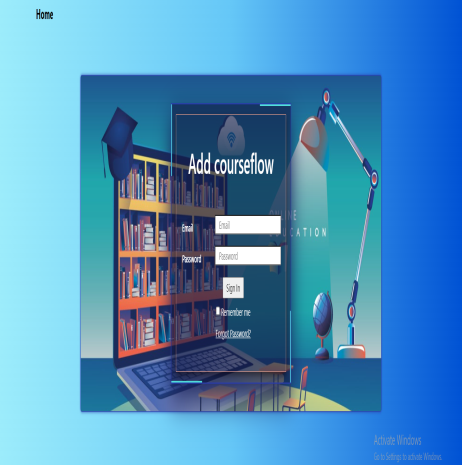 Home
Add courseflow
Email
Email
Password
Password
Sign In
Remember me
Forgot Password?
Activate Windows
Go to Settings to activate Windows.